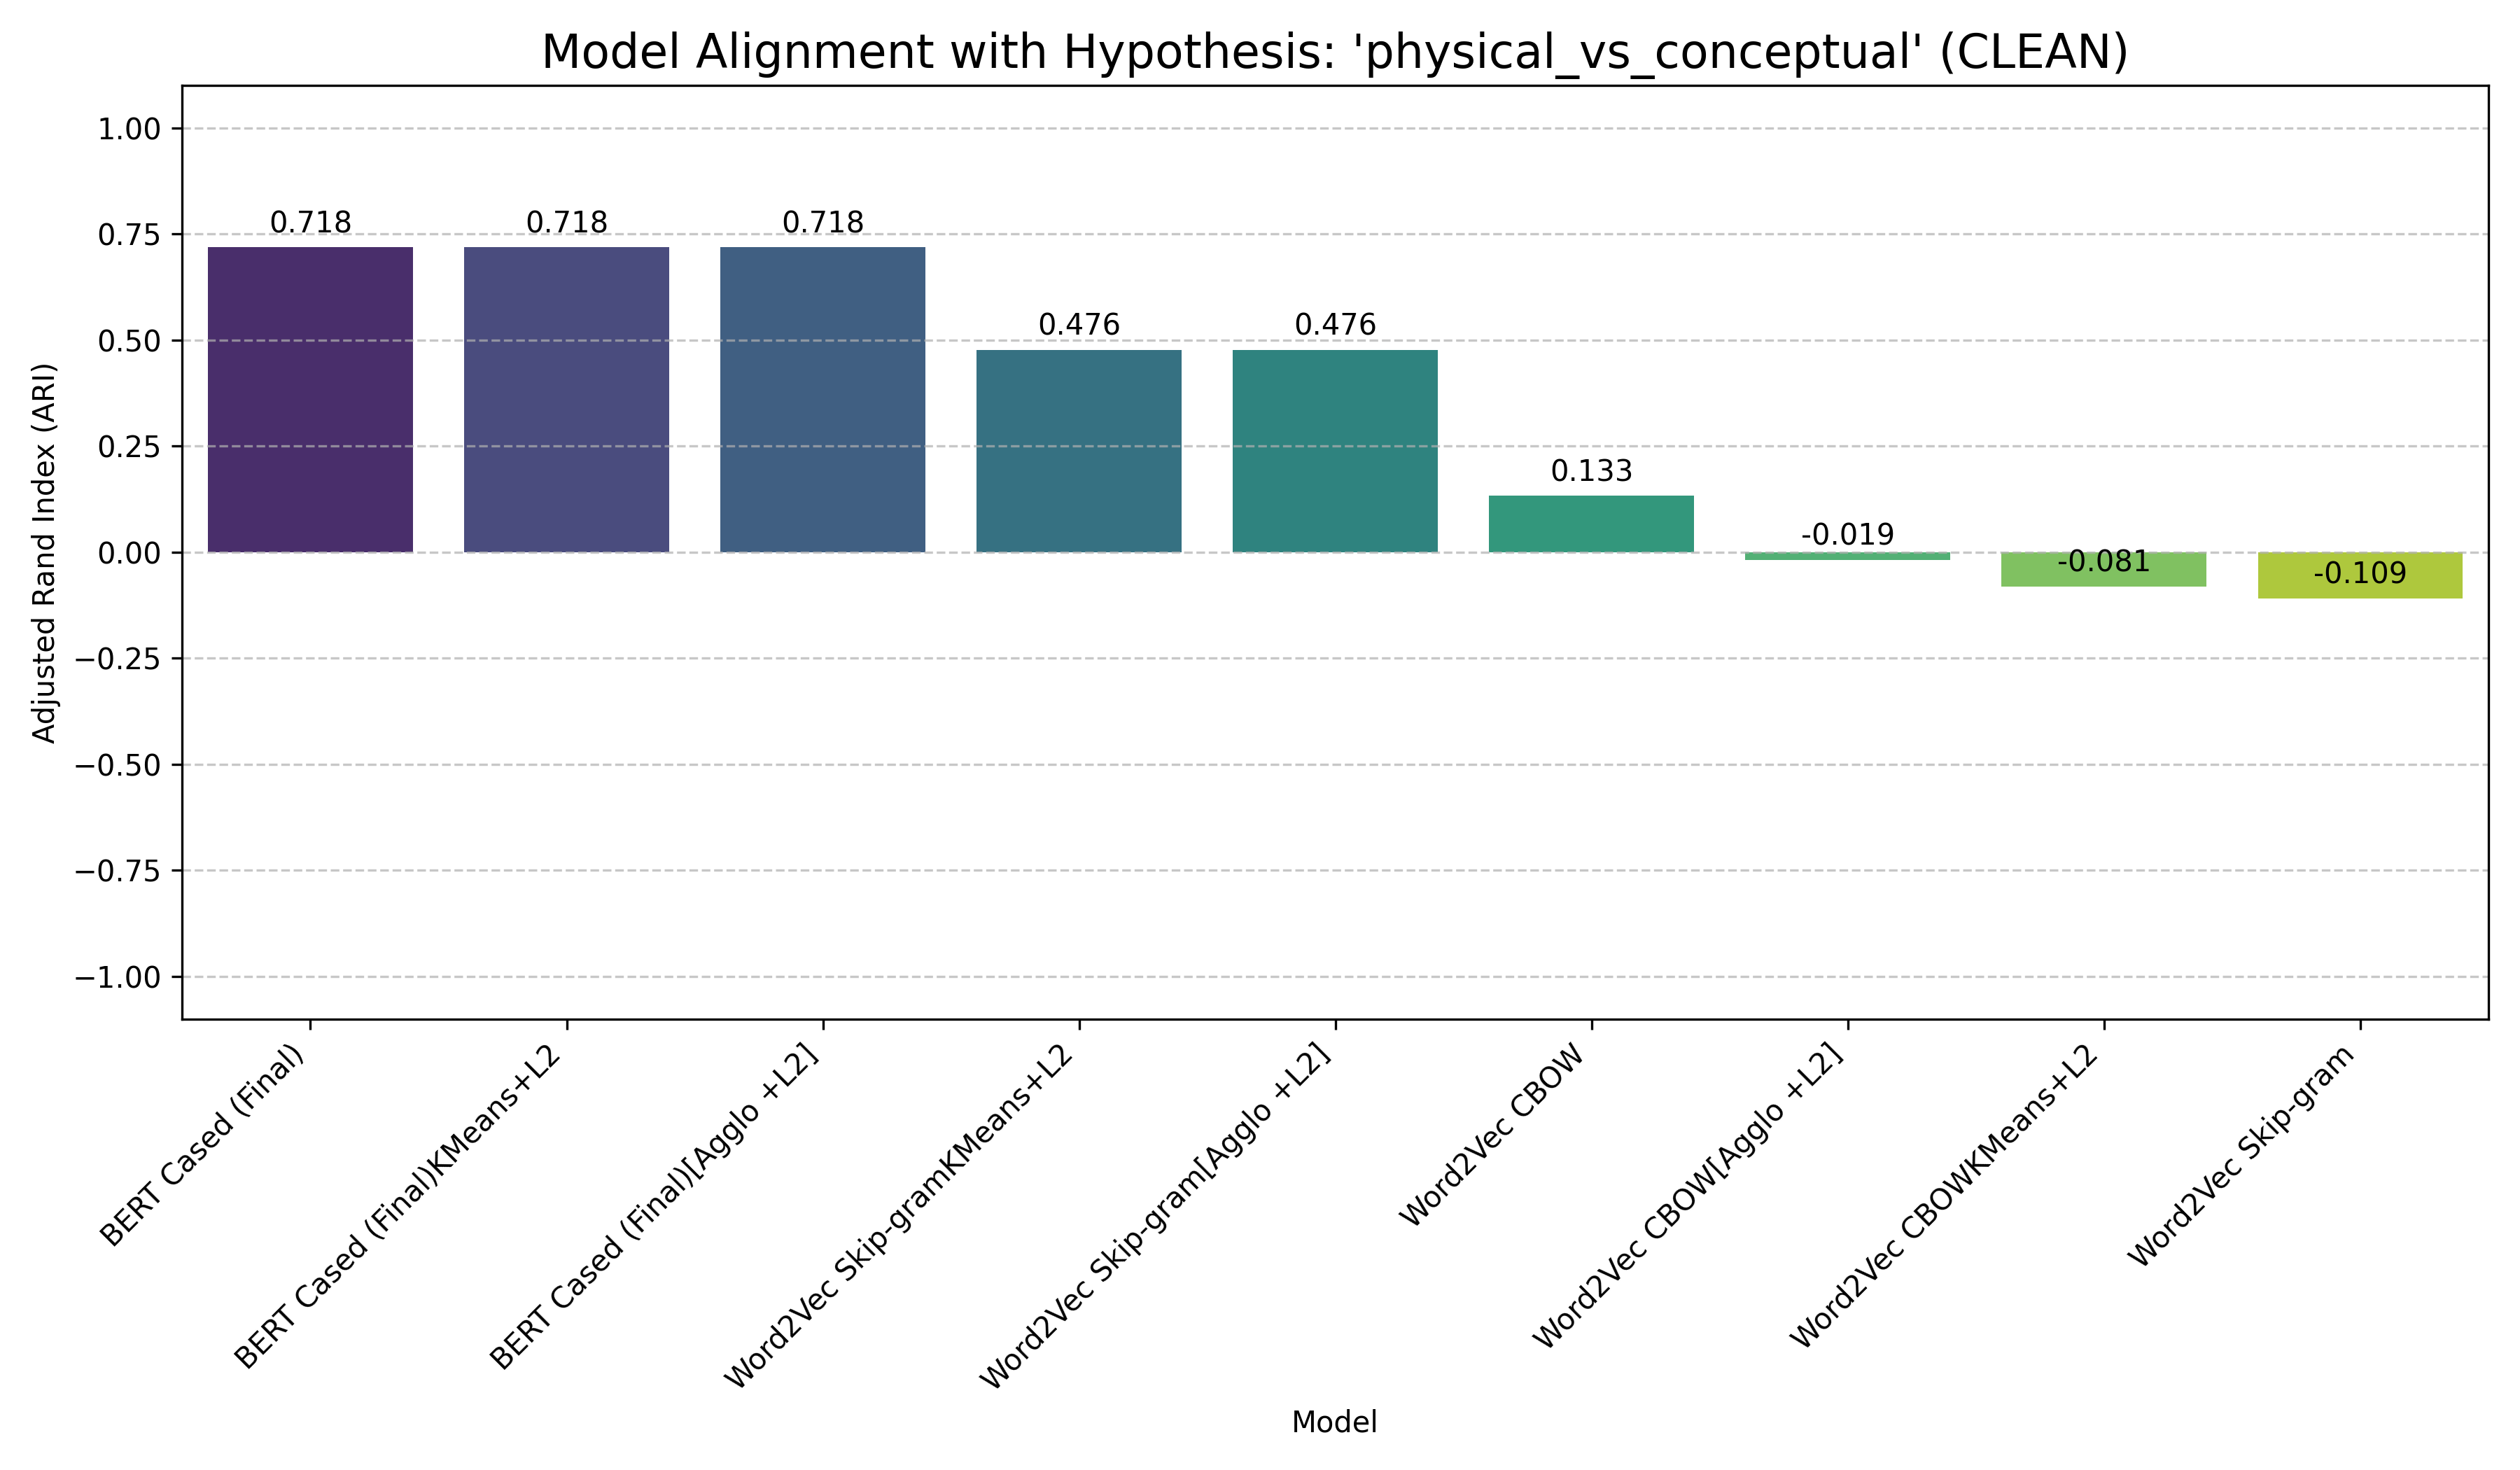 Model Alignment with Hypothesis: 'physical_vs_conceptual' (CLEAN)
Adjusted Rand Index (ARI)
1.00
0.75
0.50
0.25
0.00
−0.25
−0.50
−0.75
−1.00
0.718
0.718
0.718
0.476
0.476
0.133
-0.019
-0.081
-0.109
BERT Cased (Final)
BERT Cased (Final)KMeans+L2
BERT Cased (Final)[Agglo +L2]
Word2Vec Skip-gramKMeans+L2
Word2Vec Skip-gram[Agglo +L2]
Word2Vec CBOW
Word2Vec CBOW[Agglo +L2]
Word2Vec CBOWKMeans+L2
Word2Vec Skip-gram
Model